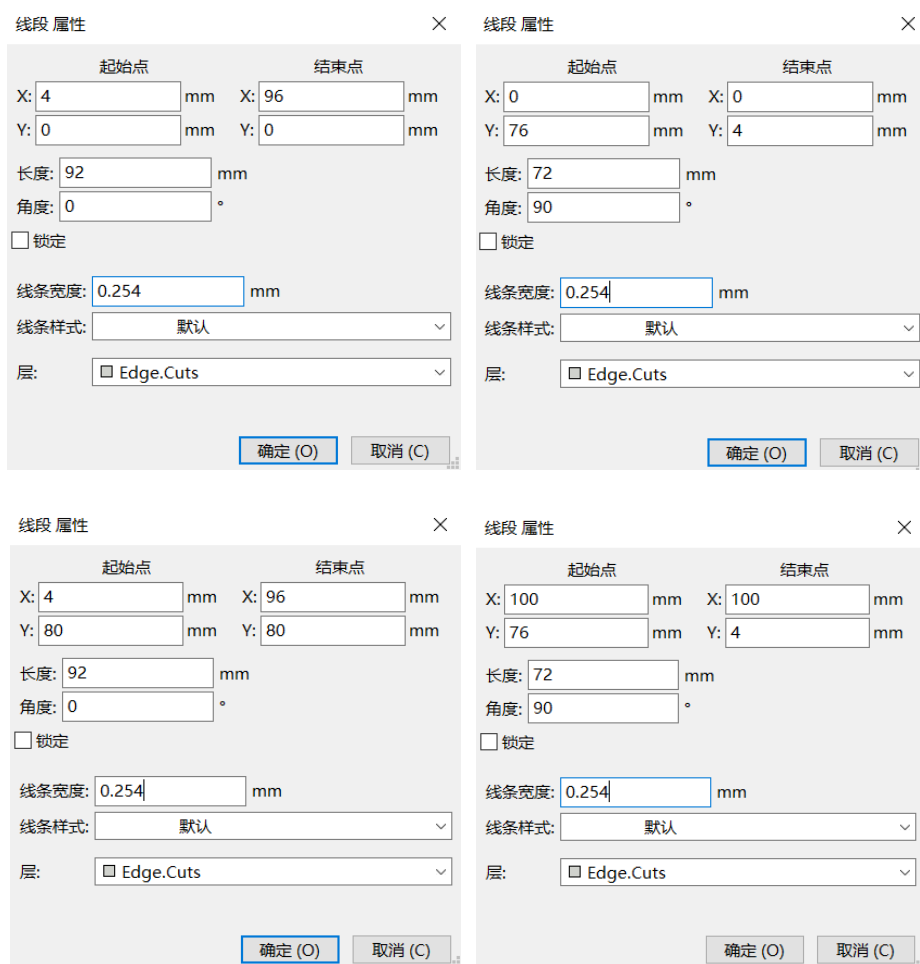 线段 属性
起始点 结束点
X: 4 mm X: 96 mm
Y: 0 mm Y: 0 mm
长度: 92 mm
角度: 0 °
锁定
线条宽度: 0.254 mm
线条样式: 默认
层: Edge.Cuts
确定 (O) 取消 (C)
线段 属性
起始点 结束点
X: 0 mm X: 0 mm
Y: 76 mm Y: 4 mm
长度: 72 mm
角度: 90 °
锁定
线条宽度: 0.254 mm
线条样式: 默认
层: Edge.Cuts
确定 (O) 取消 (C)
线段 属性
起始点 结束点
X: 4 mm X: 96 mm
Y: 80 mm Y: 80 mm
长度: 92 mm
角度: 0 °
锁定
线条宽度: 0.254 mm
线条样式: 默认
层: Edge.Cuts
确定 (O) 取消 (C)
线段 属性
起始点 结束点
X: 100 mm X: 100 mm
Y: 76 mm Y: 4 mm
长度: 72 mm
角度: 90 °
锁定
线条宽度: 0.254 mm
线条样式: 默认
层: Edge.Cuts
确定 (O) 取消 (C)